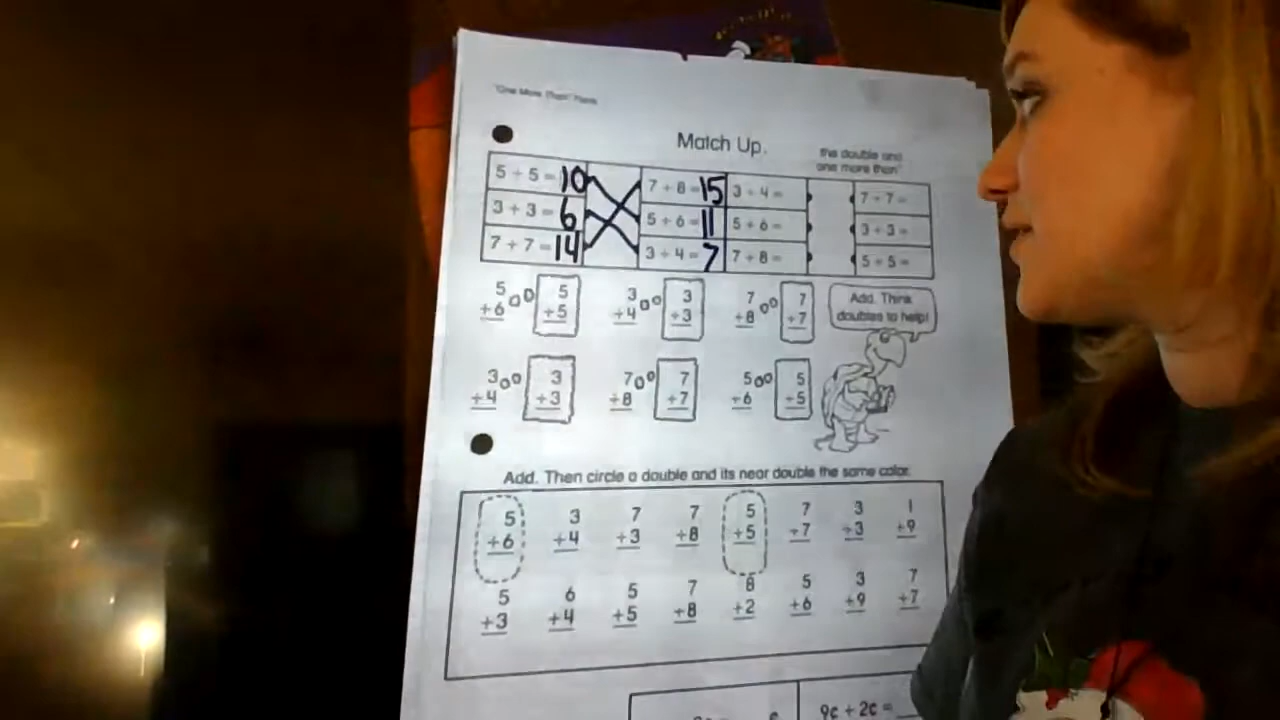 "One More Than" Facts
Match Up.
the double and
one more than
5 + 5 = 10 7 + 8 = 15 3 + 4 = 7 + 7 =
3 + 3 = 6 5 + 6 = 11 5 + 6 = 3 + 3 =
7 + 7 = 14 3 + 4 = 7 7 + 8 = 5 + 5 =
5 5 3 3 7 7
+6 +5 +4 +3 +8 +7
Add. Think
doubles to help!
3 3 7 7 5 5
+4 +3 +8 +7 +6 +5
Add. Then circle a double and its near double the same color.
5 3 7 7 5 7 3 1
+6 +4 +3 +8 +5 +7 +3 +9
5 6 5 7 8 5 3 7
+3 +4 +5 +8 +2 +6 +9 +7
9¢ + 2¢ =